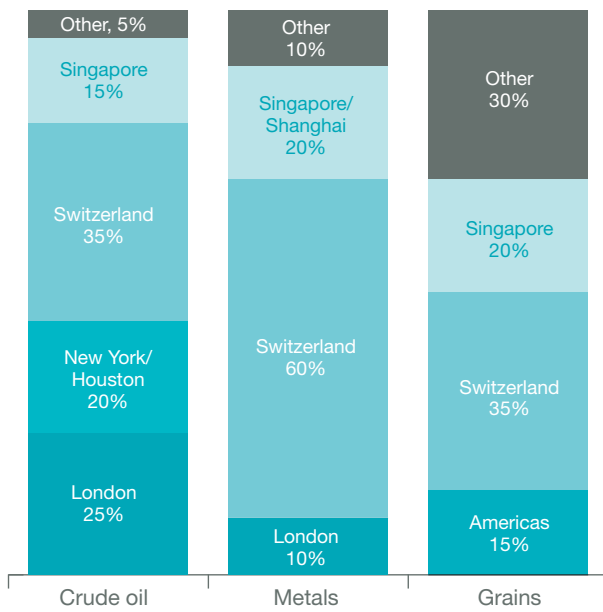 Other, 5%
Singapore
15%
Switzerland
35%
New York/
Houston
20%
London
25%
Other
10%
Singapore/
Shanghai
20%
Switzerland
60%
London
10%
Other
30%
Singapore
20%
Switzerland
35%
Americas
15%
Crude oil
Metals
Grains